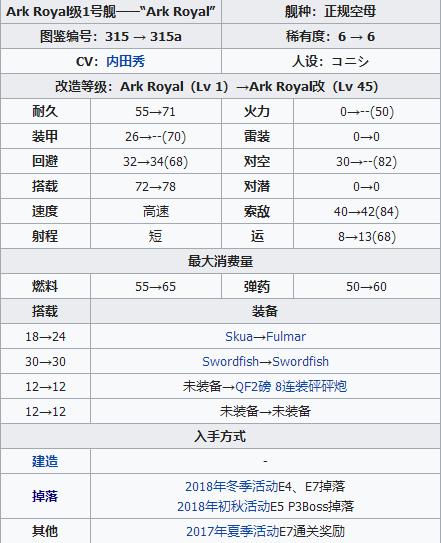 Ark Royal级1号舰——“Ark Royal” 舰种：正规空母
图鉴编号：315 → 315a 稀有度：6 → 6
CV：内田秀 人设：コニシ
改造等级：Ark Royal（Lv 1）→Ark Royal改（Lv 45）
耐久 55→71 火力 0→--(50)
装甲 26→--(70) 雷装 0→0
回避 32→34(68) 对空 30→--(82)
搭载 72→78 对潜 0→0
速度 高速 索敌 40→42(84)
射程 短 运 8→13(68)
最大消费量
燃料 55→65 弹药 50→60
搭载 装备
18→24 Skua→Fulmar
30→30 Swordfish→Swordfish
12→12 未装备→QF2磅 8连装砰砰炮
12→12 未装备→未装备
入手方式
建造 -
掉落 2018年冬季活动E4、E7掉落
2018年初秋活动E5 P3Boss掉落
其他 2017年夏季活动E7通关奖励